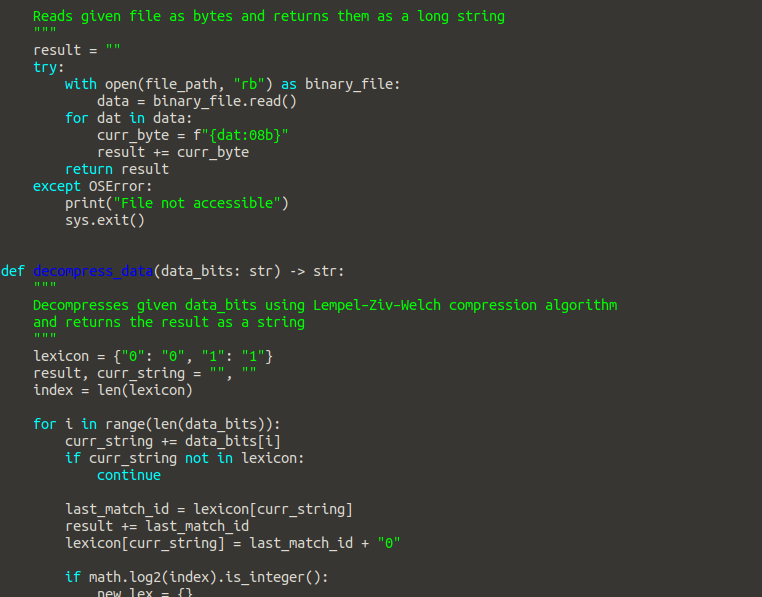 Reads given file as bytes and returns them as a long string
    """
    result = ""
    try:
        with open(file_path, "rb") as binary_file:
            data = binary_file.read()
        for dat in data:
            curr_byte = f"{dat:08b}"
            result += curr_byte
        return result
    except OSError:
        print("File not accessible")
        sys.exit()


def decompress_data(data_bits: str) -> str:
    """
    Decompresses given data_bits using Lempel-Ziv-Welch compression algorithm
    and returns the result as a string
    """
    lexicon = {"0": "0", "1": "1"}
    result, curr_string = "", ""
    index = len(lexicon)

    for i in range(len(data_bits)):
        curr_string += data_bits[i]
        if curr_string not in lexicon:
            continue

        last_match_id = lexicon[curr_string]
        result += last_match_id
        lexicon[curr_string] = last_match_id + "0"

        if math.log2(index).is_integer():
            new_lex = {}